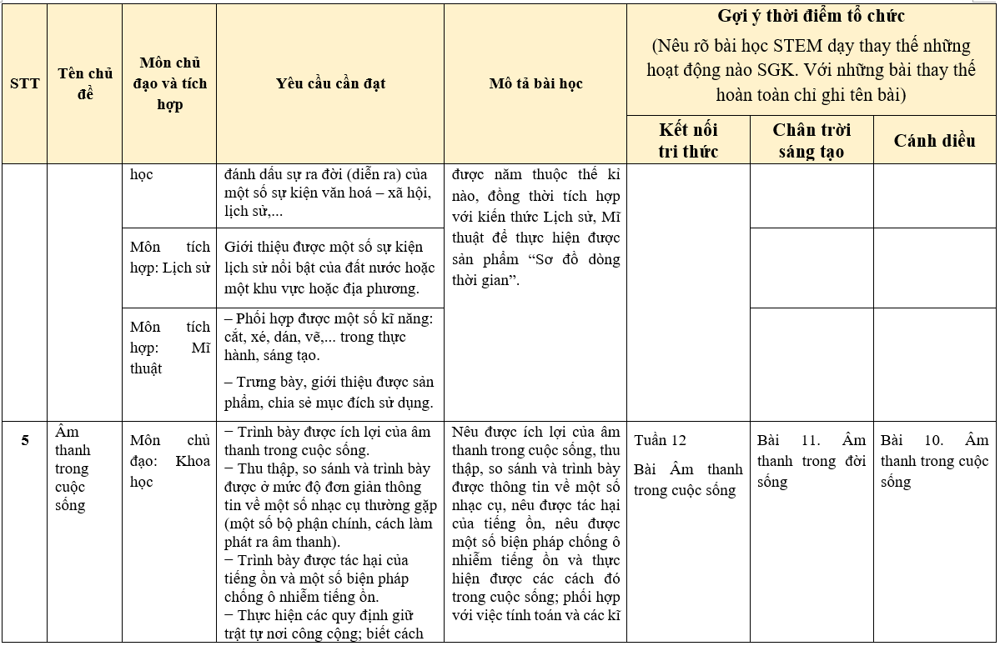 STT
Tên chủ
đề
Môn chủ
đạo và tích
hợp
Yêu cầu cần đạt
Mô tả bài học
Gợi ý thời điểm tổ chức
(Nêu rõ bài học STEM dạy thay thế những
hoạt động nào SGK. Với những bài thay thế
hoàn toàn chỉ ghi tên bài)
Kết nối
tri thức
Chân trời
sáng tạo
Cánh diều
học
đánh dấu sự ra đời (diễn ra) của
một số sự kiện văn hoá – xã hội,
lịch sử,...
được năm thuộc thế kỉ
nào, đồng thời tích hợp
với kiến thức Lịch sử, Mĩ
thuật để thực hiện được
sản phẩm “Sơ đồ dòng
thời gian”.
Môn tích
hợp: Lịch sử
Giới thiệu được một số sự kiện
lịch sử nổi bật của đất nước hoặc
một khu vực hoặc địa phương.
Môn tích
hợp: Mĩ
thuật
– Phối hợp được một số kĩ năng:
cắt, xé, dán, vẽ,... trong thực
hành, sáng tạo.
– Trưng bày, giới thiệu được sản
phẩm, chia sẻ mục đích sử dụng.
5
Âm
thanh
trong
cuộc
sống
Môn chủ
đạo: Khoa
học
− Trình bày được ích lợi của âm
thanh trong cuộc sống.
− Thu thập, so sánh và trình bày
được ở mức độ đơn giản thông
tin về một số nhạc cụ thường gặp
(một số bộ phận chính, cách làm
phát ra âm thanh).
− Trình bày được tác hại của
tiếng ồn và một số biện pháp
chống ô nhiễm tiếng ồn.
− Thực hiện các quy định giữ
trật tự nơi công cộng; biết cách
Nêu được ích lợi của âm
thanh trong cuộc sống, thu
thập, so sánh và trình bày
được thông tin về một số
nhạc cụ, nêu được tác hại
của tiếng ồn, nêu được
một số biện pháp chống ô
nhiễm tiếng ồn và thực
hiện được các cách đó
trong cuộc sống; phối hợp
với việc tính toán và các kĩ
Tuần 12
Bài Âm thanh
trong cuộc sống
Bài 11. Âm
thanh trong đời
sống
Bài 10. Âm
thanh trong cuộc
sống